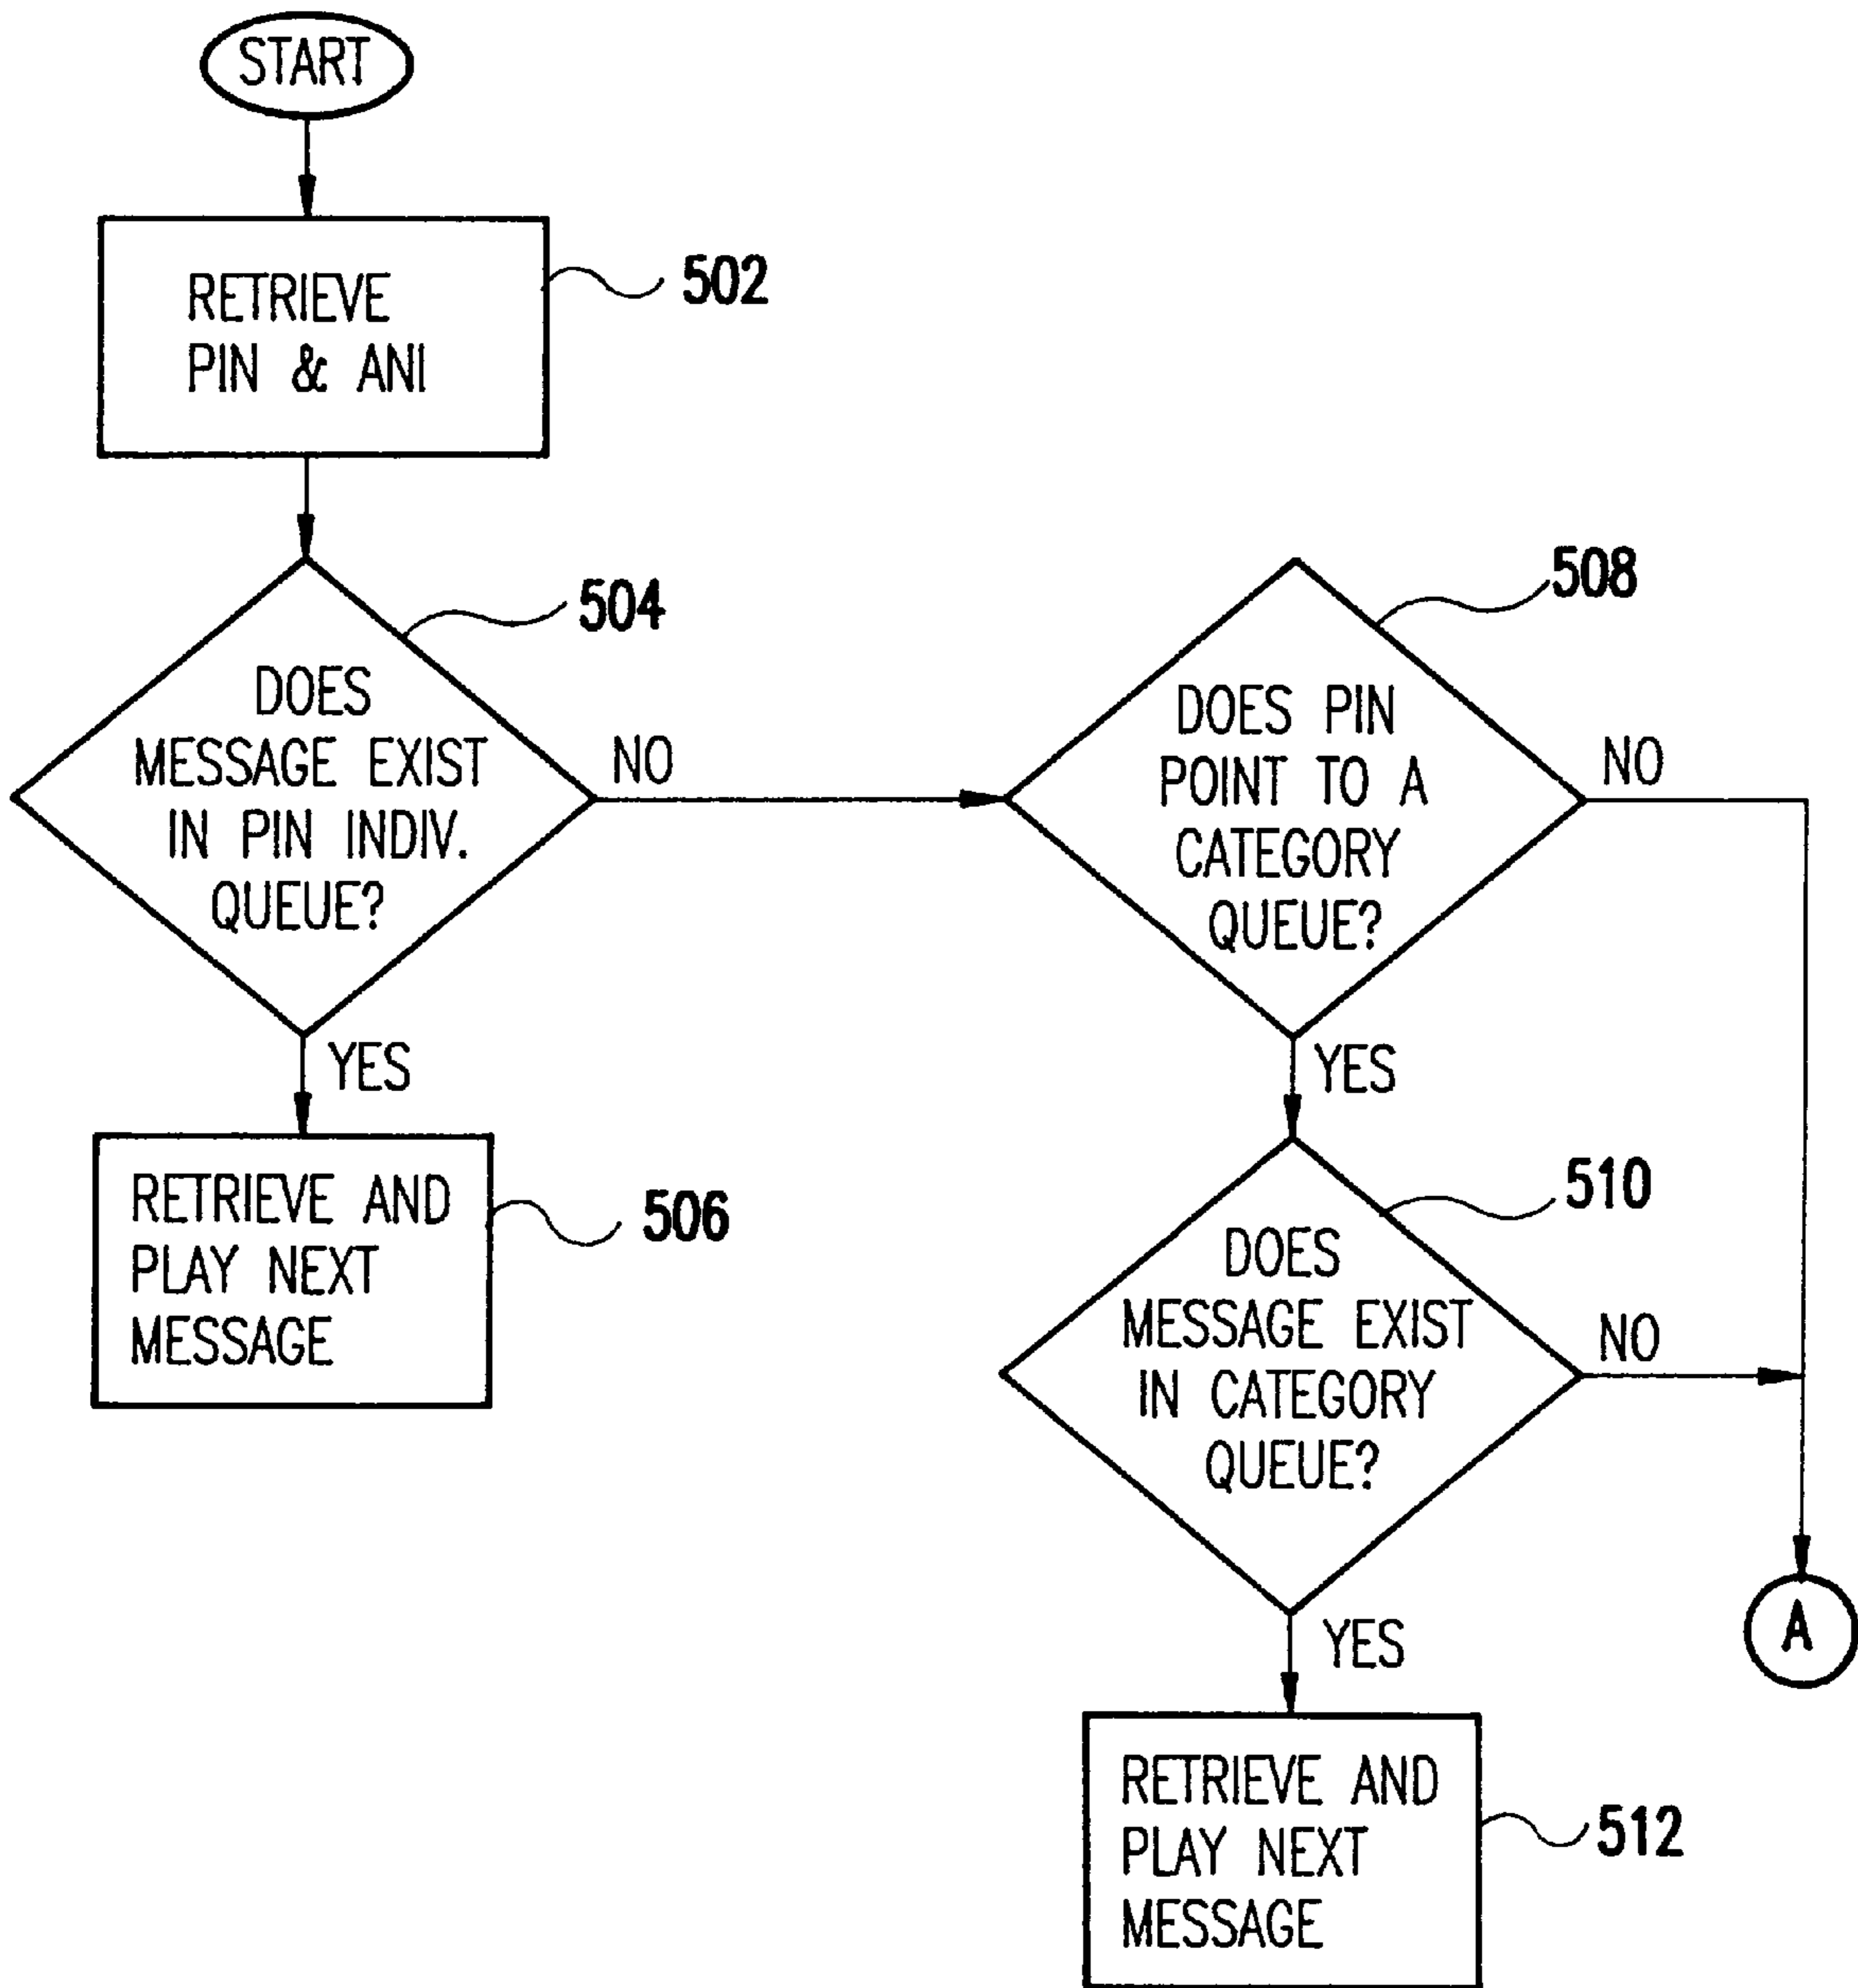 START
RETRIEVE
PIN & ANI
502
DOES
MESSAGE EXIST
IN PIN INDIV.
QUEUE?
504
NO
YES
RETRIEVE AND
PLAY NEXT
MESSAGE
506
DOES PIN
POINT TO A
CATEGORY
QUEUE?
508
NO
YES
DOES
MESSAGE EXIST
IN CATEGORY
QUEUE?
510
NO
YES
A
RETRIEVE AND
PLAY NEXT
MESSAGE
512